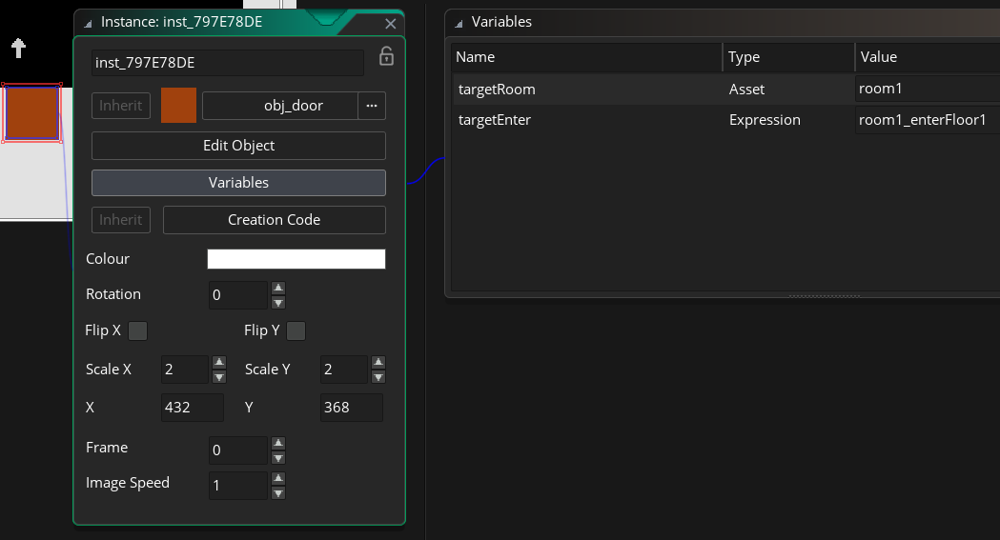 Instance: inst_797E78DE
inst_797E78DE
Inherit
obj_door
...
Edit Object
Variables
Inherit
Creation Code
Colour
Rotation 0
Flip X Flip Y
Scale X 2 Scale Y 2
X 432 Y 368
Frame 0
Image Speed 1
Variables
Name Type Value
targetRoom Asset room1
targetEnter Expression room1_enterFloor1